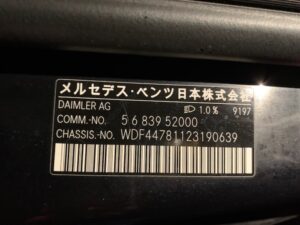 メルセデス・ベンツ日本株式会社
DAIMLER AG 1.0% 9197
COMM.-NO. 5 6 839 52000
CHASSIS.-NO. WDF44781123190639